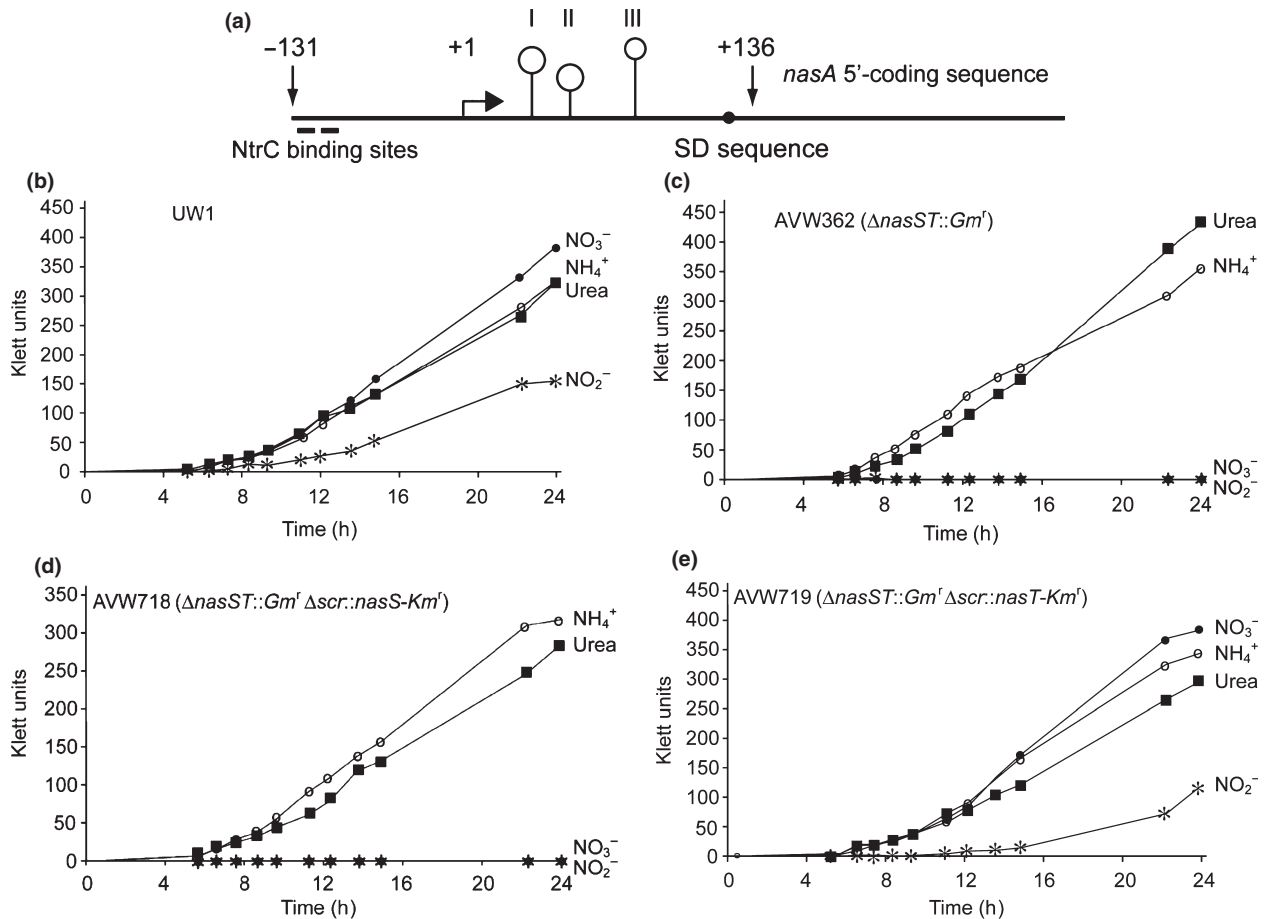 (a)
I II III
−131 +1 +136
nasA 5'-coding sequence
NtrC binding sites
SD sequence
(b)
UW1
Klett units
450
400
350
300
250
200
150
100
50
0
0 4 8 12 16 20 24
Time (h)
NO₃⁻
NH₄⁺
Urea
NO₂⁻
(c)
AVW362 (ΔnasST::Gmʳ)
Klett units
450
400
350
300
250
200
150
100
50
0
0 4 8 12 16 20 24
Time (h)
Urea
NH₄⁺
NO₃⁻
NO₂⁻
(d)
AVW718 (ΔnasST::Gmʳ Δscr::nasS-Kmʳ)
Klett units
350
300
250
200
150
100
50
0
0 4 8 12 16 20 24
Time (h)
NH₄⁺
Urea
NO₃⁻
NO₂⁻
(e)
AVW719 (ΔnasST::Gmʳ Δscr::nasT-Kmʳ)
Klett units
450
400
350
300
250
200
150
100
50
0
0 4 8 12 16 20 24
Time (h)
NO₃⁻
NH₄⁺
Urea
NO₂⁻